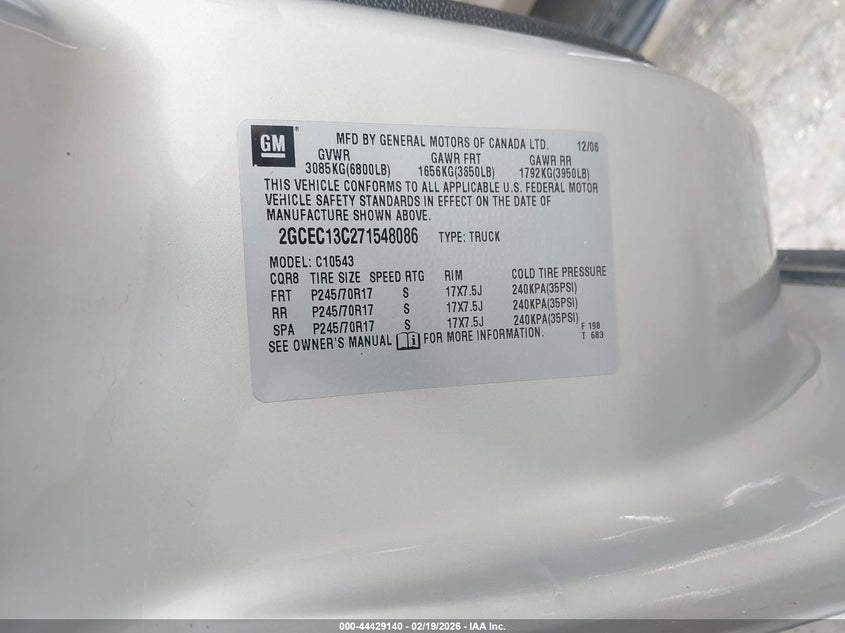 GM
MFD BY GENERAL MOTORS OF CANADA LTD. 12/06
GVWR GAWR FRT GAWR RR
3085KG(6800LB) 1656KG(3650LB) 1792KG(3950LB)
THIS VEHICLE CONFORMS TO ALL APPLICABLE U.S. FEDERAL MOTOR
VEHICLE SAFETY STANDARDS IN EFFECT ON THE DATE OF
MANUFACTURE SHOWN ABOVE.
2GCEC13C271548086 TYPE: TRUCK
MODEL: C10543
CQR8 TIRE SIZE SPEED RTG RIM COLD TIRE PRESSURE
FRT P245/70R17 S 17X7.5J 240KPA(35PSI)
RR P245/70R17 S 17X7.5J 240KPA(35PSI)
SPA P245/70R17 S 17X7.5J 240KPA(35PSI)
SEE OWNER'S MANUAL FOR MORE INFORMATION.
F 198
T 683
000-44429140 - 02/19/2026 - IAA Inc.